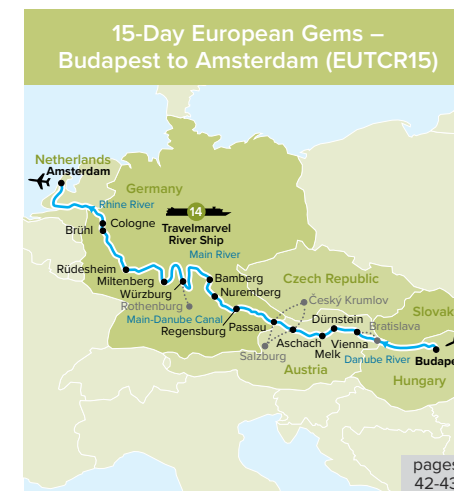 15-Day European Gems –
Budapest to Amsterdam (EUTCR15)
Netherlands
Amsterdam
Germany
Rhine River
14
Cologne
Brühl
Travelmarvel
River Ship
Main River
Rüdesheim
Miltenberg
Bamberg
Czech Republic
Würzburg
Nuremberg
Rothenburg
Český Krumlov
Main-Danube Canal
Slovak
Regensburg
Passau
Dürnstein
Bratislava
Aschach
Vienna
Salzburg
Melk
Danube River
Budape
Austria
Hungary
pages
42-43